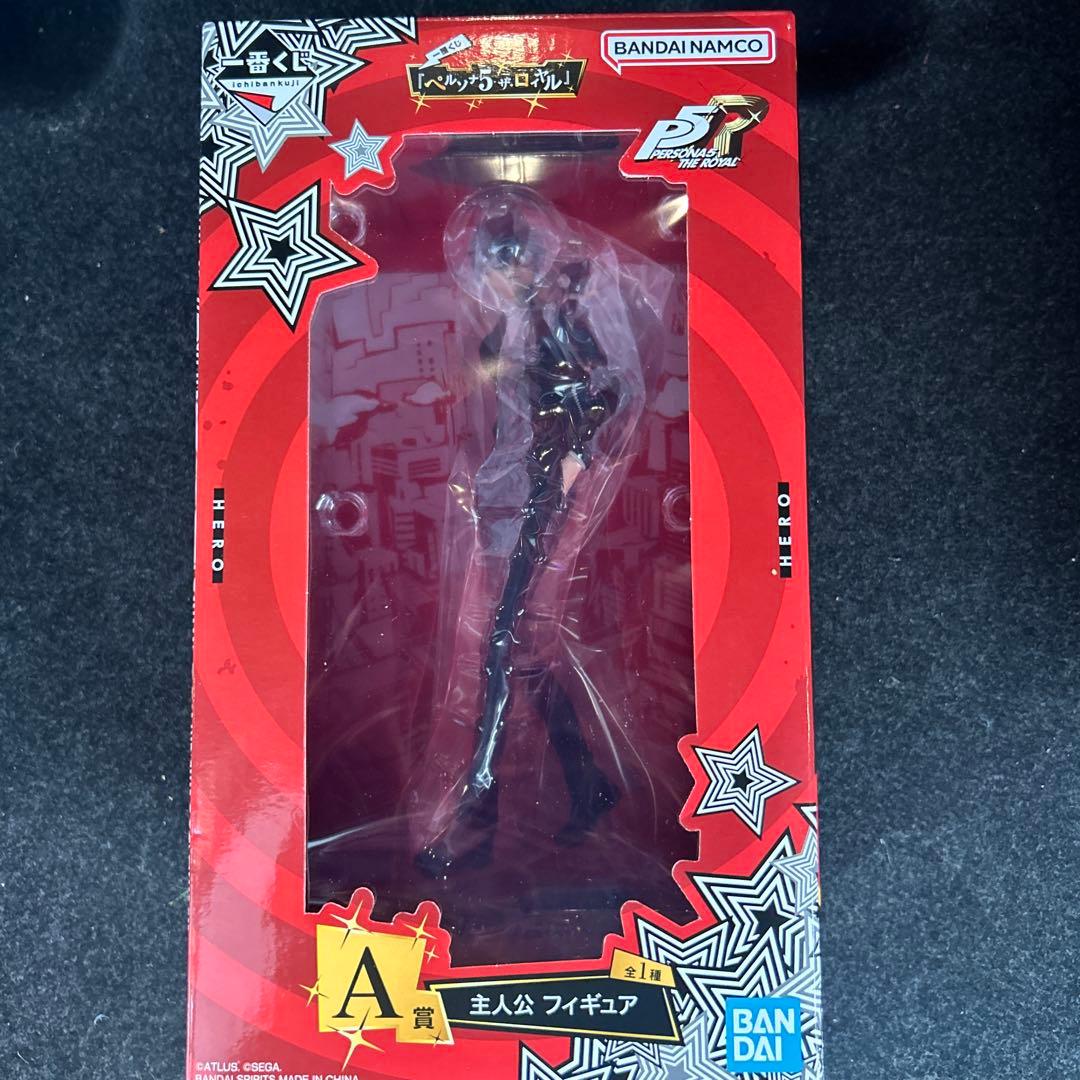 一番くじ
ichibankuji
一番くじ
「ペルソナ5・ザ・ロイヤル」
BANDAI NAMCO
P5R
PERSONA5
THE ROYAL
HERO
HERO
A賞
全1種
主人公 フィギュア
BAN
DAI
©ATLUS. ©SEGA.
BANDAI SPIRITS MADE IN CHINA